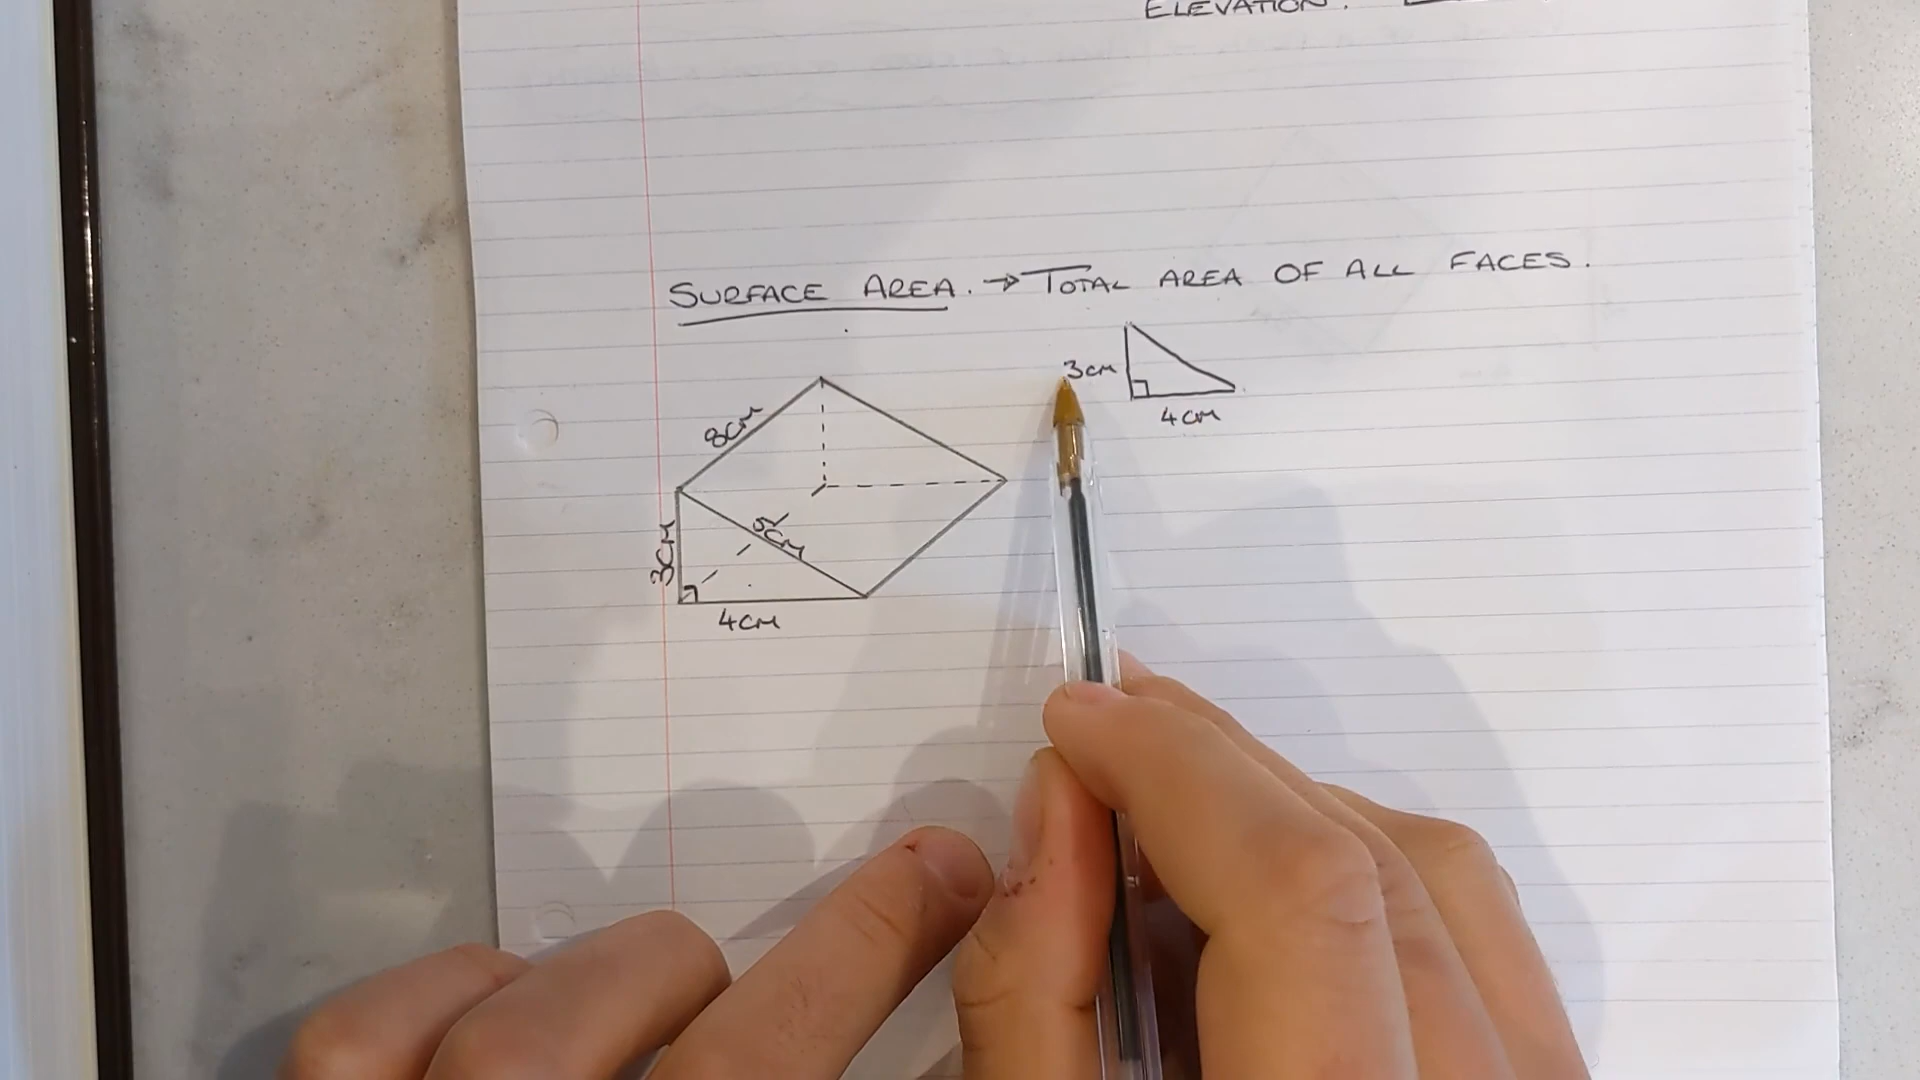 ELEVATION.
SURFACE AREA. → TOTAL AREA OF ALL FACES.
3cm
4cm
8cm
5cm
3cm
4cm